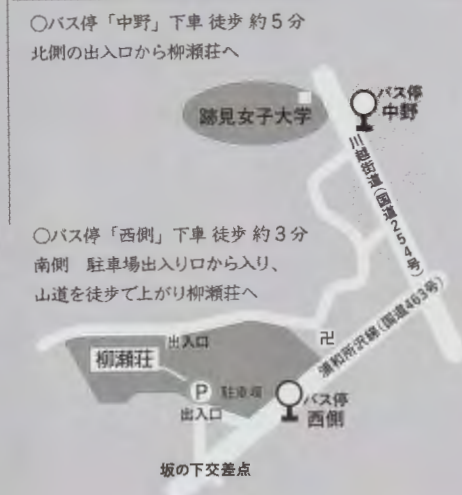 ○バス停「中野」下車 徒歩 約5分
北側の出入口から柳瀬荘へ
バス停
中野
跡見女子大学
川越街道(国道254号)
○バス停「西側」下車 徒歩 約3分
南側　駐車場出入り口から入り、
山道を徒歩で上がり柳瀬荘へ
出入口
卍
浦和所沢線(国道463号)
柳瀬荘
P 駐車場
バス停
西側
出入口
坂の下交差点